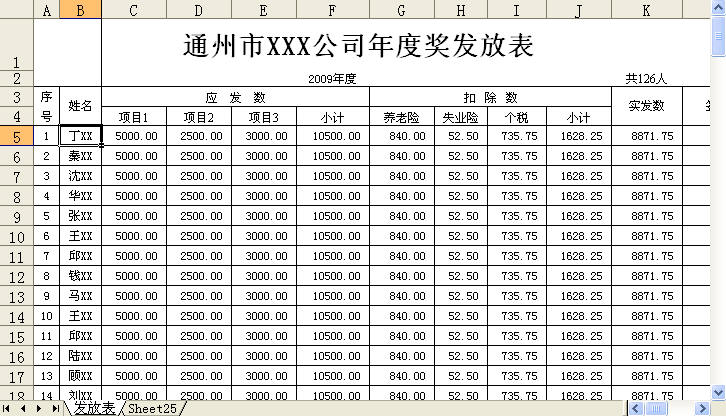 A B C D E F G H I J K
1 通州市XXX公司年度奖发放表
2 2009年度 共126人
3 序 姓名 应 发 数 扣 除 数 实发数
4 号 项目1 项目2 项目3 小计 养老险 失业险 个税 小计
5 1 丁XX 5000.00 2500.00 3000.00 10500.00 840.00 52.50 735.75 1628.25 8871.75
6 2 秦XX 5000.00 2500.00 3000.00 10500.00 840.00 52.50 735.75 1628.25 8871.75
7 3 沈XX 5000.00 2500.00 3000.00 10500.00 840.00 52.50 735.75 1628.25 8871.75
8 4 华XX 5000.00 2500.00 3000.00 10500.00 840.00 52.50 735.75 1628.25 8871.75
9 5 张XX 5000.00 2500.00 3000.00 10500.00 840.00 52.50 735.75 1628.25 8871.75
10 6 王XX 5000.00 2500.00 3000.00 10500.00 840.00 52.50 735.75 1628.25 8871.75
11 7 邱XX 5000.00 2500.00 3000.00 10500.00 840.00 52.50 735.75 1628.25 8871.75
12 8 钱XX 5000.00 2500.00 3000.00 10500.00 840.00 52.50 735.75 1628.25 8871.75
13 9 马XX 5000.00 2500.00 3000.00 10500.00 840.00 52.50 735.75 1628.25 8871.75
14 10 王XX 5000.00 2500.00 3000.00 10500.00 840.00 52.50 735.75 1628.25 8871.75
15 11 邱XX 5000.00 2500.00 3000.00 10500.00 840.00 52.50 735.75 1628.25 8871.75
16 12 陆XX 5000.00 2500.00 3000.00 10500.00 840.00 52.50 735.75 1628.25 8871.75
17 13 顾XX 5000.00 2500.00 3000.00 10500.00 840.00 52.50 735.75 1628.25 8871.75
18 14 刘XX 5000.00 2500.00 3000.00 10500.00 840.00 52.50 735.75 1628.25 8871.75
发放表 Sheet25